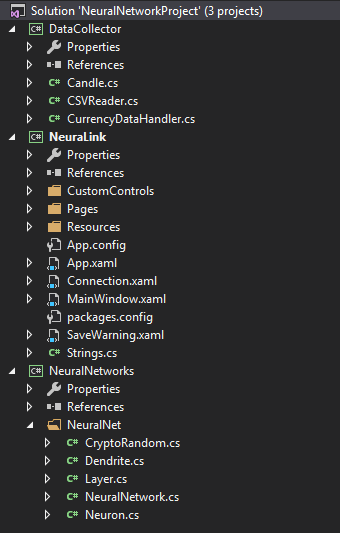 Solution 'NeuralNetworkProject' (3 projects)
DataCollector
Properties
References
Candle.cs
CSVReader.cs
CurrencyDataHandler.cs
NeuraLink
Properties
References
CustomControls
Pages
Resources
App.config
App.xaml
Connection.xaml
MainWindow.xaml
packages.config
SaveWarning.xaml
Strings.cs
NeuralNetworks
Properties
References
NeuralNet
CryptoRandom.cs
Dendrite.cs
Layer.cs
NeuralNetwork.cs
Neuron.cs